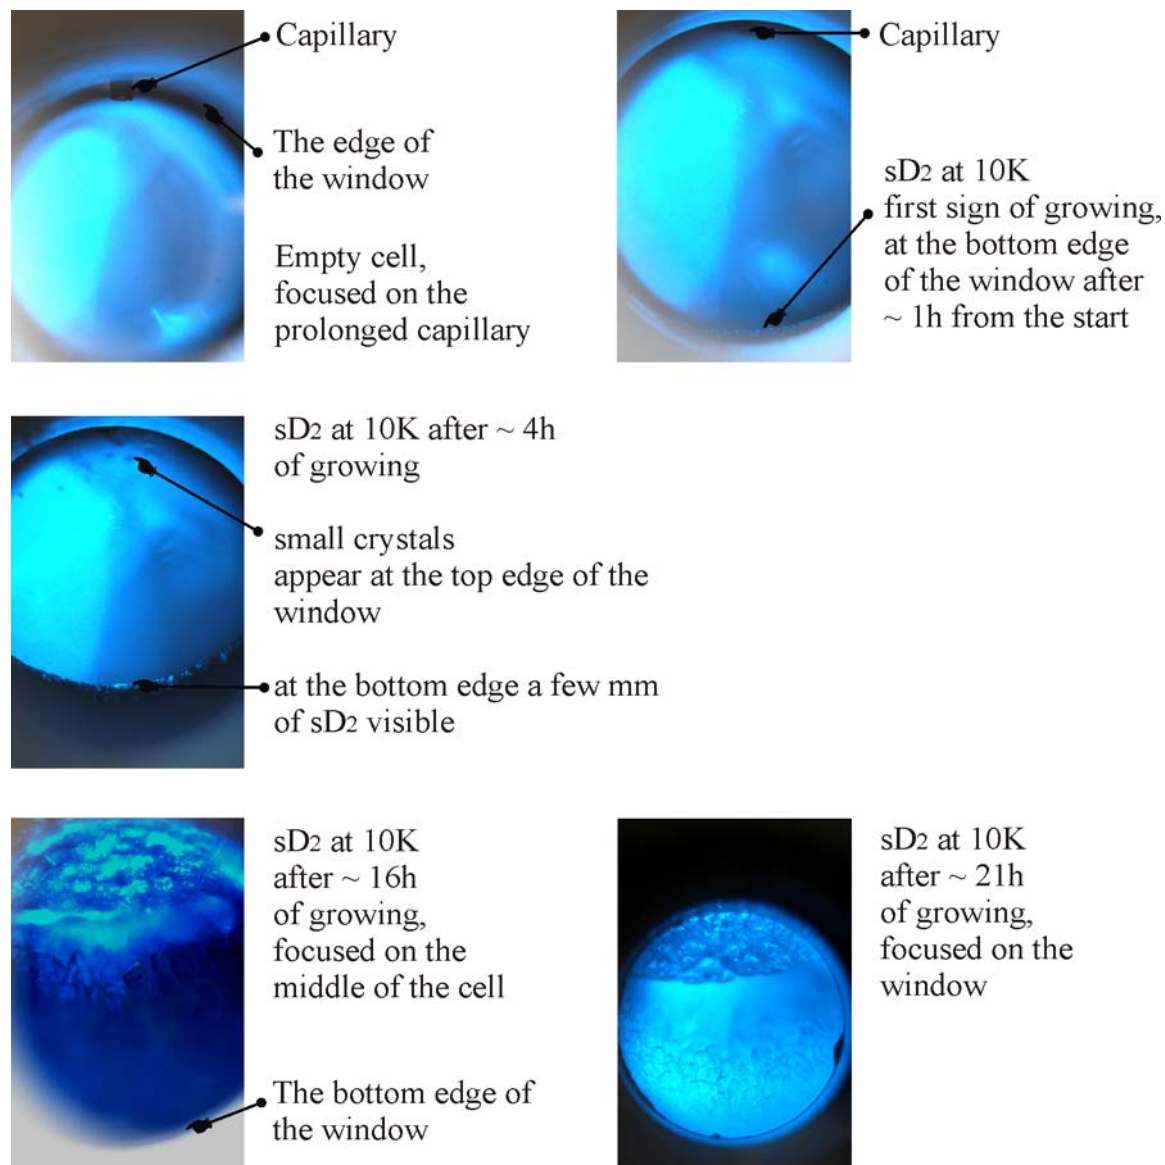 Capillary
The edge of
the window
Empty cell,
focused on the
prolonged capillary
Capillary
sD2 at 10K
first sign of growing,
at the bottom edge
of the window after
~ 1h from the start
sD2 at 10K after ~ 4h
of growing
small crystals
appear at the top edge of the
window
at the bottom edge a few mm
of sD2 visible
sD2 at 10K
after ~ 16h
of growing,
focused on the
middle of the cell
The bottom edge of
the window
sD2 at 10K
after ~ 21h
of growing,
focused on the
window